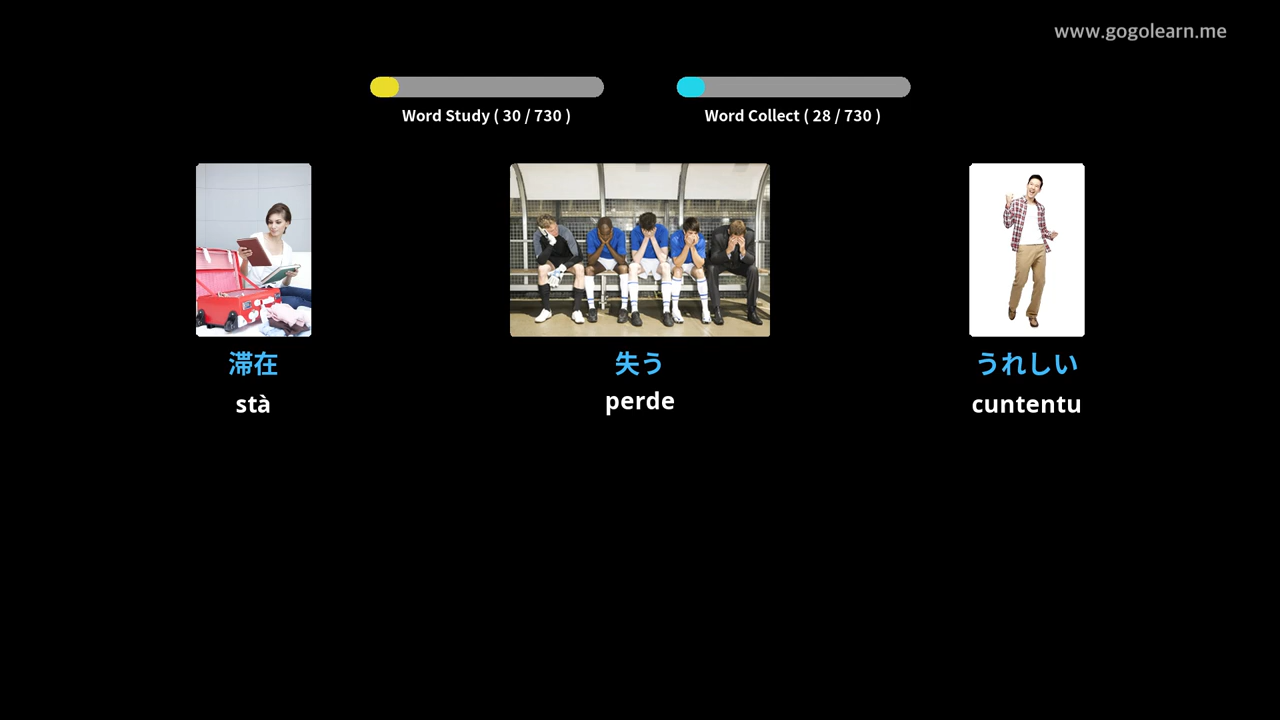 www.gogolearn.me
Word Study ( 30 / 730 )
Word Collect ( 28 / 730 )
滞在
stà
失う
perde
うれしい
cuntentu